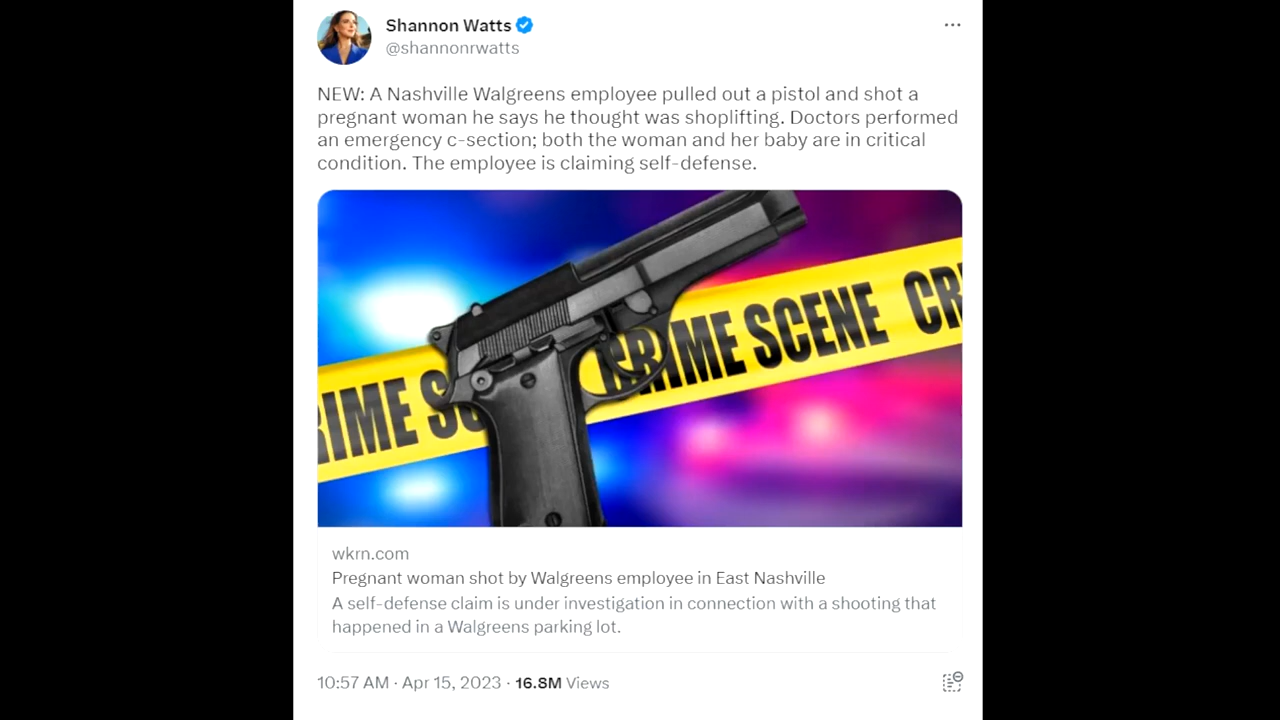 Shannon Watts
@shannonrwatts
NEW: A Nashville Walgreens employee pulled out a pistol and shot a
pregnant woman he says he thought was shoplifting. Doctors performed
an emergency c-section; both the woman and her baby are in critical
condition. The employee is claiming self-defense.
RIME SC CRIME SCENE CRI
wkrn.com
Pregnant woman shot by Walgreens employee in East Nashville
A self-defense claim is under investigation in connection with a shooting that
happened in a Walgreens parking lot.
10:57 AM · Apr 15, 2023 · 16.8M Views